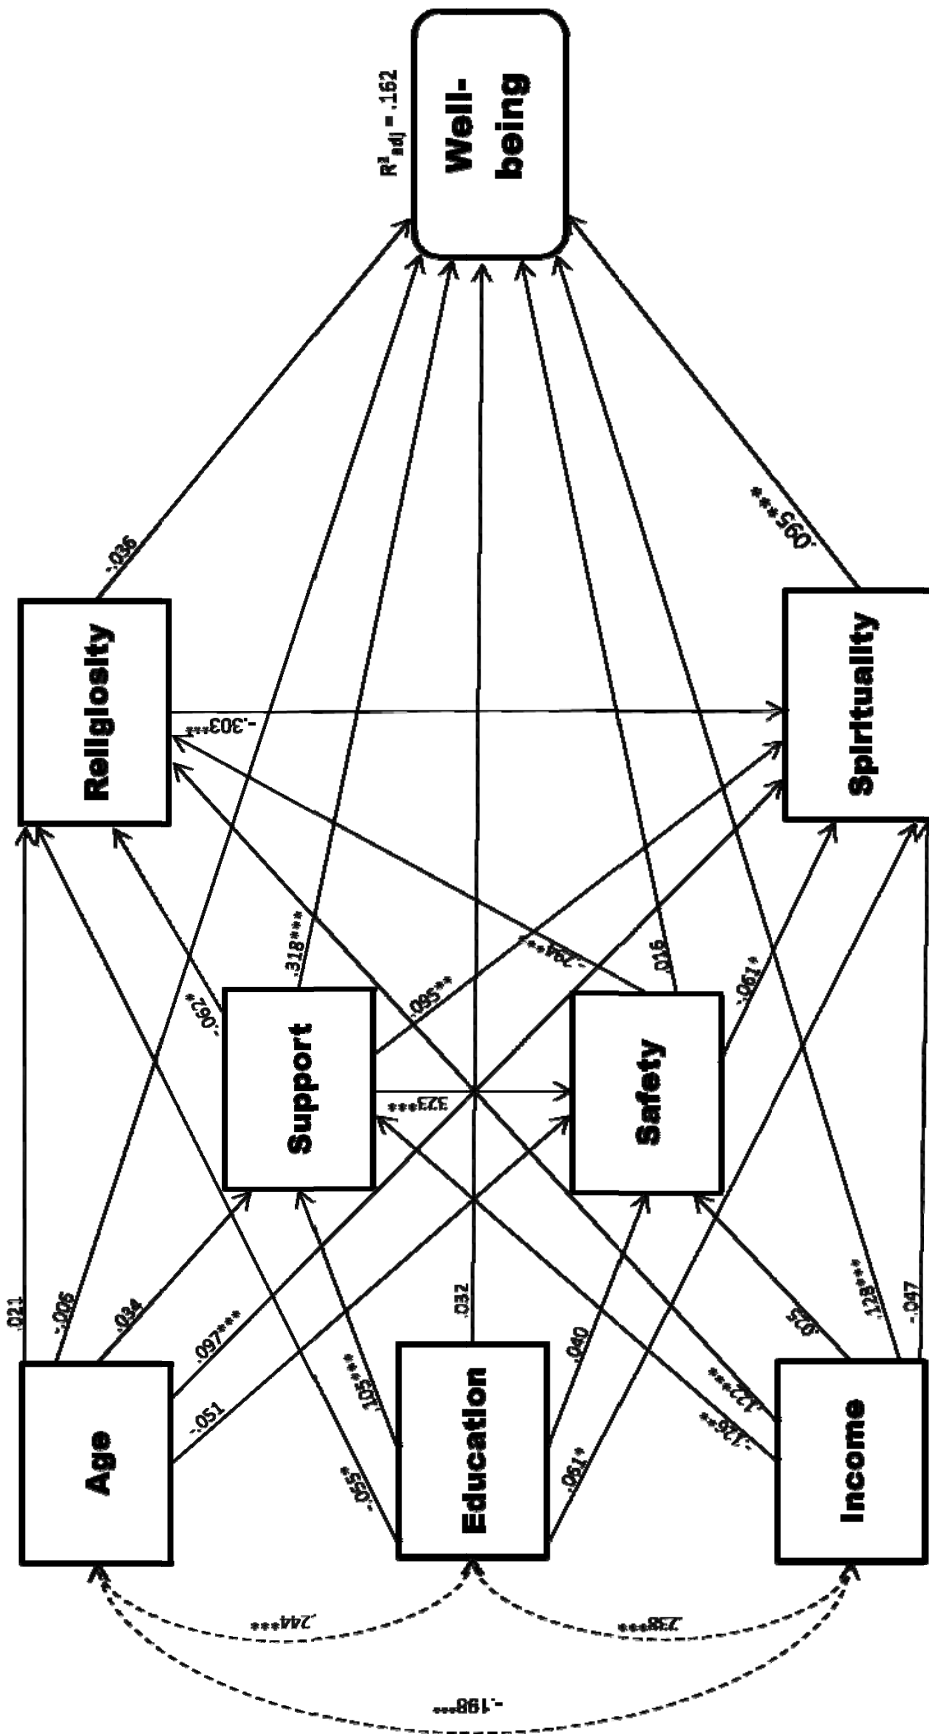 .021
-.006
.034
.097***
-.051
Age
-.062*
Religiosity
-.036
R²adj = .162
Well-
being
.318***
Support
.095**
-.303***
.323***
-.055*
.105***
Education
.032
.040
.061*
-.294***
Safety
.016
-.061*
Spirituality
.095***
-.126**
.122***
.025
.128***
-.047
Income
.244****
.238****
-.198***